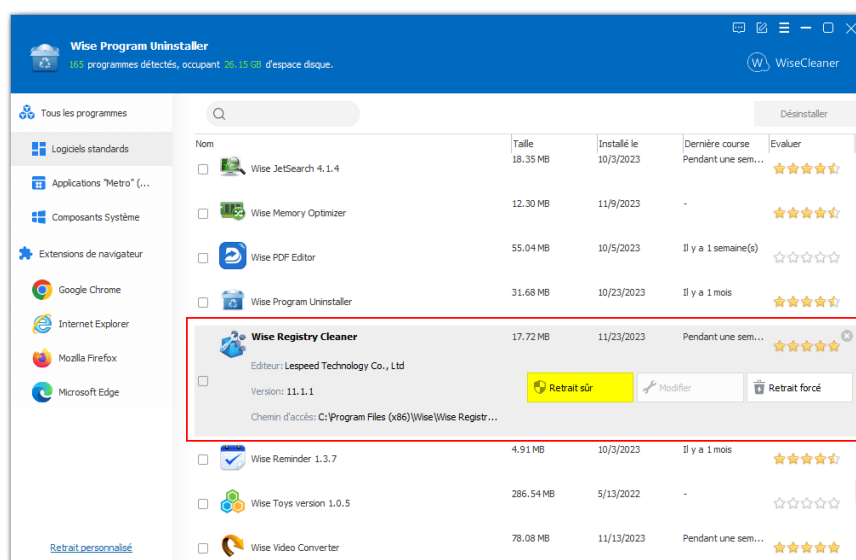 Wise Program Uninstaller
165 programmes détectés, occupant 26.15 GB d'espace disque.
W WiseCleaner
Tous les programmes
Désinstaller
Logiciels standards
Applications "Metro" (...
Composants Système
Extensions de navigateur
Google Chrome
Internet Explorer
Mozilla Firefox
Microsoft Edge
Retrait personnalisé
Nom Taille Installé le Dernière course Evaluer
Wise JetSearch 4.1.4 18.35 MB 10/3/2023 Pendant une sem...
Wise Memory Optimizer 12.30 MB 11/9/2023 -
Wise PDF Editor 55.04 MB 10/5/2023 Il y a 1 semaine(s)
Wise Program Uninstaller 31.68 MB 10/23/2023 Il y a 1 mois
Wise Registry Cleaner 17.72 MB 11/23/2023 Pendant une sem...
Editeur: Lespeed Technology Co., Ltd
Version: 11.1.1
Retrait sûr Modifier Retrait forcé
Chemin d'accès: C:\Program Files (x86)\Wise\Wise Registr...
Wise Reminder 1.3.7 4.91 MB 10/3/2023 Il y a 1 mois
Wise Toys version 1.0.5 286.54 MB 5/13/2022 -
Wise Video Converter 78.08 MB 11/13/2023 Pendant une sem...